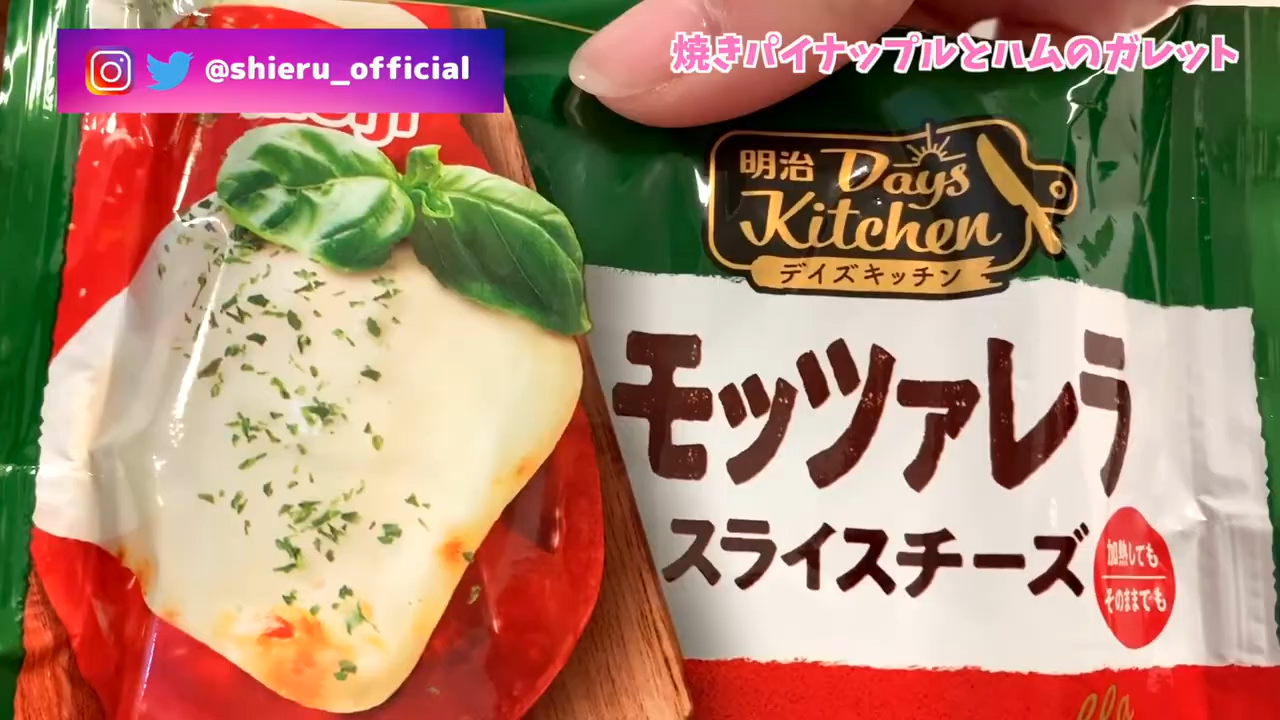 @shieru_official
焼きパイナップルとハムのガレット
明治 Days
Kitchen
デイズキッチン
モッツァレラ
スライスチーズ
加熱しても
そのままでも